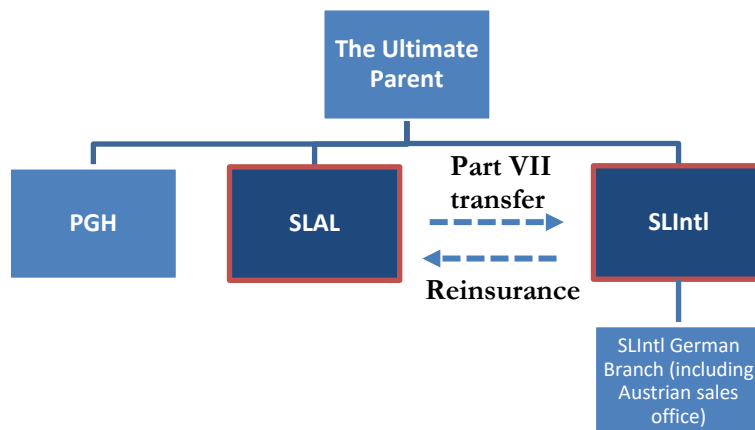 The Ultimate
Parent
PGH
SLAL
Part VII
transfer
Reinsurance
SLIntl
SLIntl German
Branch (including
Austrian sales
office)